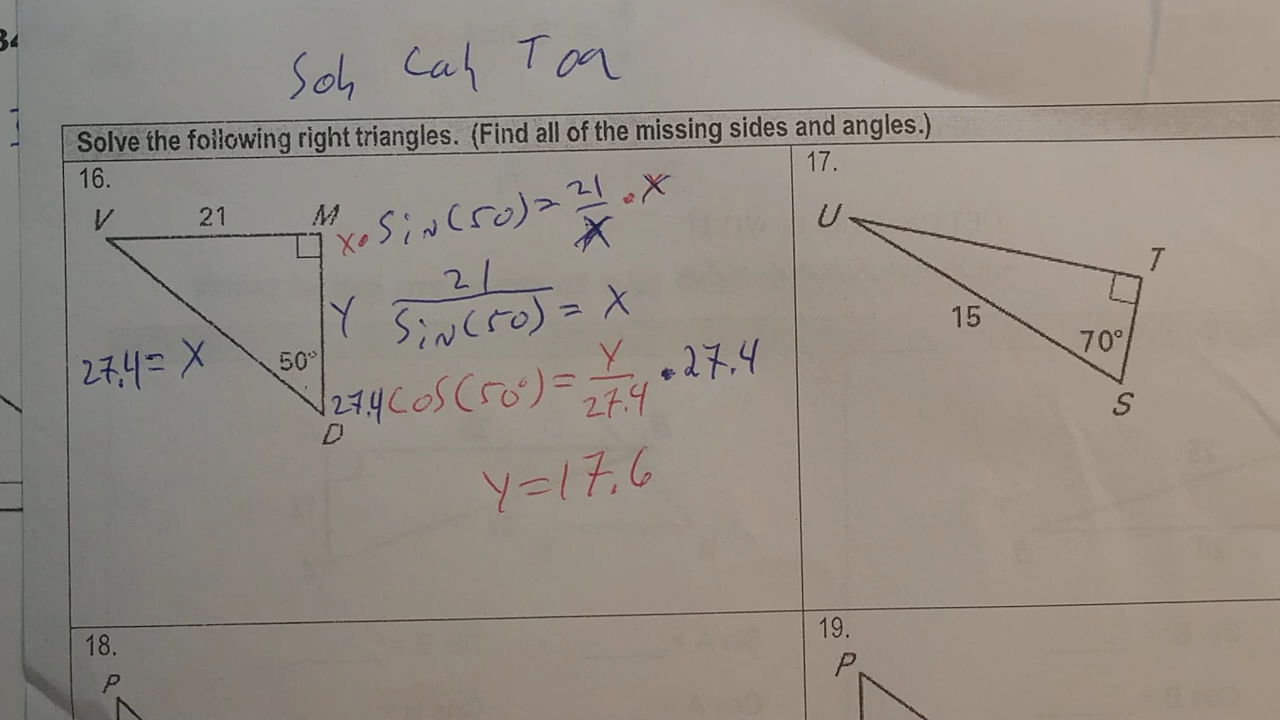 Soh Cah Toa
Solve the following right triangles. (Find all of the missing sides and angles.)
16.
V 21 M
x • Sin(50) = 21/x • x
Y
21/Sin(50) = X
27.4 = X
50°
D
27.4 Cos(50°) = Y/27.4 • 27.4
Y = 17.6
17.
U
T
15
70°
S
18.
P
19.
P